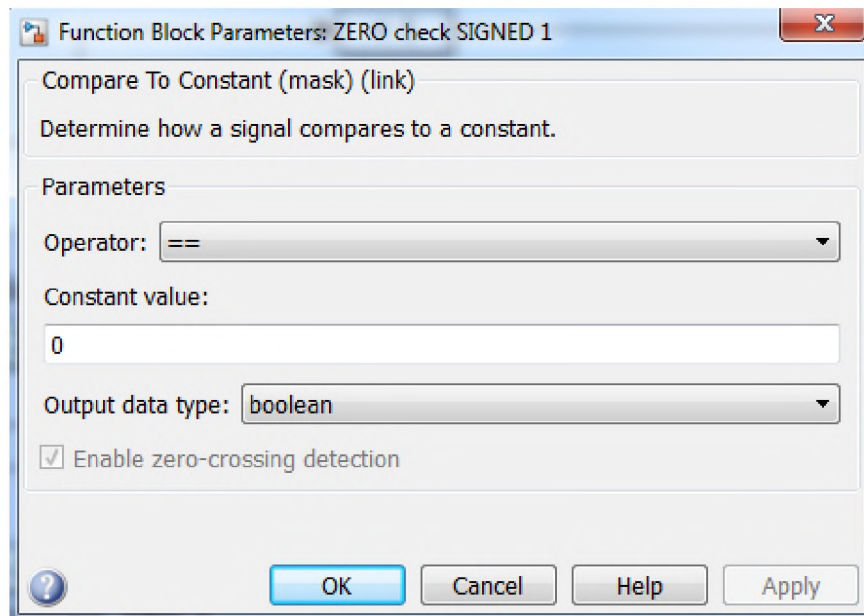 Function Block Parameters: ZERO check SIGNED 1
x
Compare To Constant (mask) (link)
Determine how a signal compares to a constant.
Parameters
Operator: ==
Constant value:
0
Output data type: boolean
Enable zero-crossing detection
? OK Cancel Help Apply